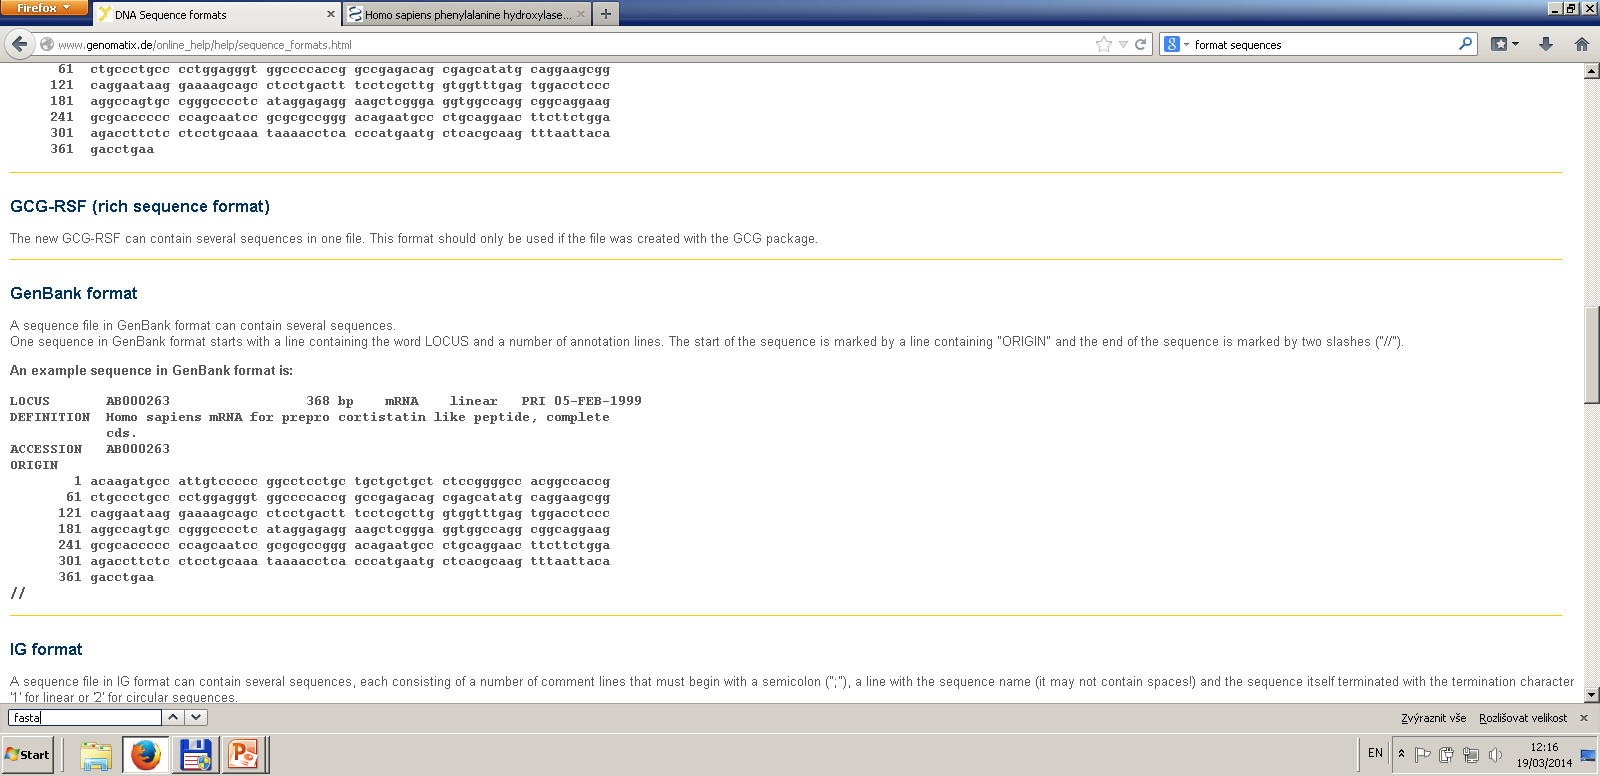 Firefox
DNA Sequence formats
Homo sapiens phenylalanine hydroxylase...
www.genomatix.de/online_help/help/sequence_formats.html
format sequences
61 ctgccctgcc cctggagggt ggccccaccg gccgagacag cgagcatatg caggaagcgg
121 caggaataag gaaaagcagc ctcctgactt tcctcgcttg gtggtttgag tggacctccc
181 aggccagtgc cgggcccctc ataggagagg aagctcggga ggtggccagg cggcaggaag
241 gcgcaccccc ccagcaatcc gcgcgccggg acagaatgcc ctgcaggaac ttcttctgga
301 agaccttctc ctcctgcaaa taaaacctca cccatgaatg ctcacgcaag tttaattaca
361 gacctgaa
GCG-RSF (rich sequence format)
The new GCG-RSF can contain several sequences in one file. This format should only be used if the file was created with the GCG package.
GenBank format
A sequence file in GenBank format can contain several sequences.
One sequence in GenBank format starts with a line containing the word LOCUS and a number of annotation lines. The start of the sequence is marked by a line containing "ORIGIN" and the end of the sequence is marked by two slashes ("//").
An example sequence in GenBank format is:
LOCUS AB000263 368 bp mRNA linear PRI 05-FEB-1999
DEFINITION Homo sapiens mRNA for prepro cortistatin like peptide, complete
cds.
ACCESSION AB000263
ORIGIN
1 acaagatgcc attgtccccc ggcctcctgc tgctgctgct ctccggggcc acggccaccg
61 ctgccctgcc cctggagggt ggccccaccg gccgagacag cgagcatatg caggaagcgg
121 caggaataag gaaaagcagc ctcctgactt tcctcgcttg gtggtttgag tggacctccc
181 aggccagtgc cgggcccctc ataggagagg aagctcggga ggtggccagg cggcaggaag
241 gcgcaccccc ccagcaatcc gcgcgccggg acagaatgcc ctgcaggaac ttcttctgga
301 agaccttctc ctcctgcaaa taaaacctca cccatgaatg ctcacgcaag tttaattaca
361 gacctgaa
//
IG format
A sequence file in IG format can contain several sequences, each consisting of a number of comment lines that must begin with a semicolon (";"), a line with the sequence name (it may not contain spaces!) and the sequence itself terminated with the termination character
'1' for linear or '2' for circular sequences.
fasta
Zvýraznit vše Rozlišovat velikost
Start
EN
12:16
19/03/2014